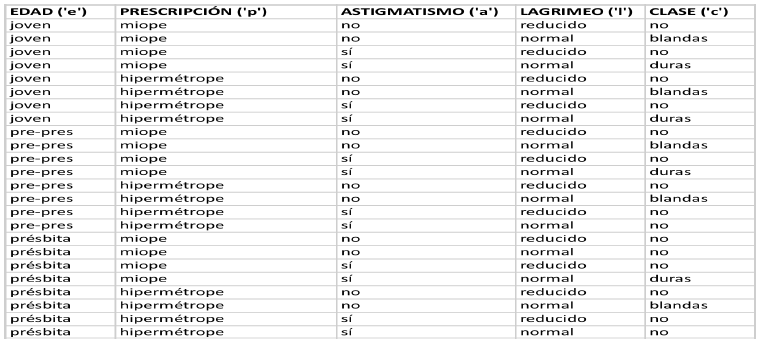 EDAD ('e') PRESCRIPCIÓN ('p') ASTIGMATISMO ('a') LAGRIMEO ('l') CLASE ('c')
joven miope no reducido no
joven miope no normal blandas
joven miope sí reducido no
joven miope sí normal duras
joven hipermétrope no reducido no
joven hipermétrope no normal blandas
joven hipermétrope sí reducido no
joven hipermétrope sí normal duras
pre-pres miope no reducido no
pre-pres miope no normal blandas
pre-pres miope sí reducido no
pre-pres miope sí normal duras
pre-pres hipermétrope no reducido no
pre-pres hipermétrope no normal blandas
pre-pres hipermétrope sí reducido no
pre-pres hipermétrope sí normal no
présbita miope no reducido no
présbita miope no normal no
présbita miope sí reducido no
présbita miope sí normal duras
présbita hipermétrope no reducido no
présbita hipermétrope no normal blandas
présbita hipermétrope sí reducido no
présbita hipermétrope sí normal no